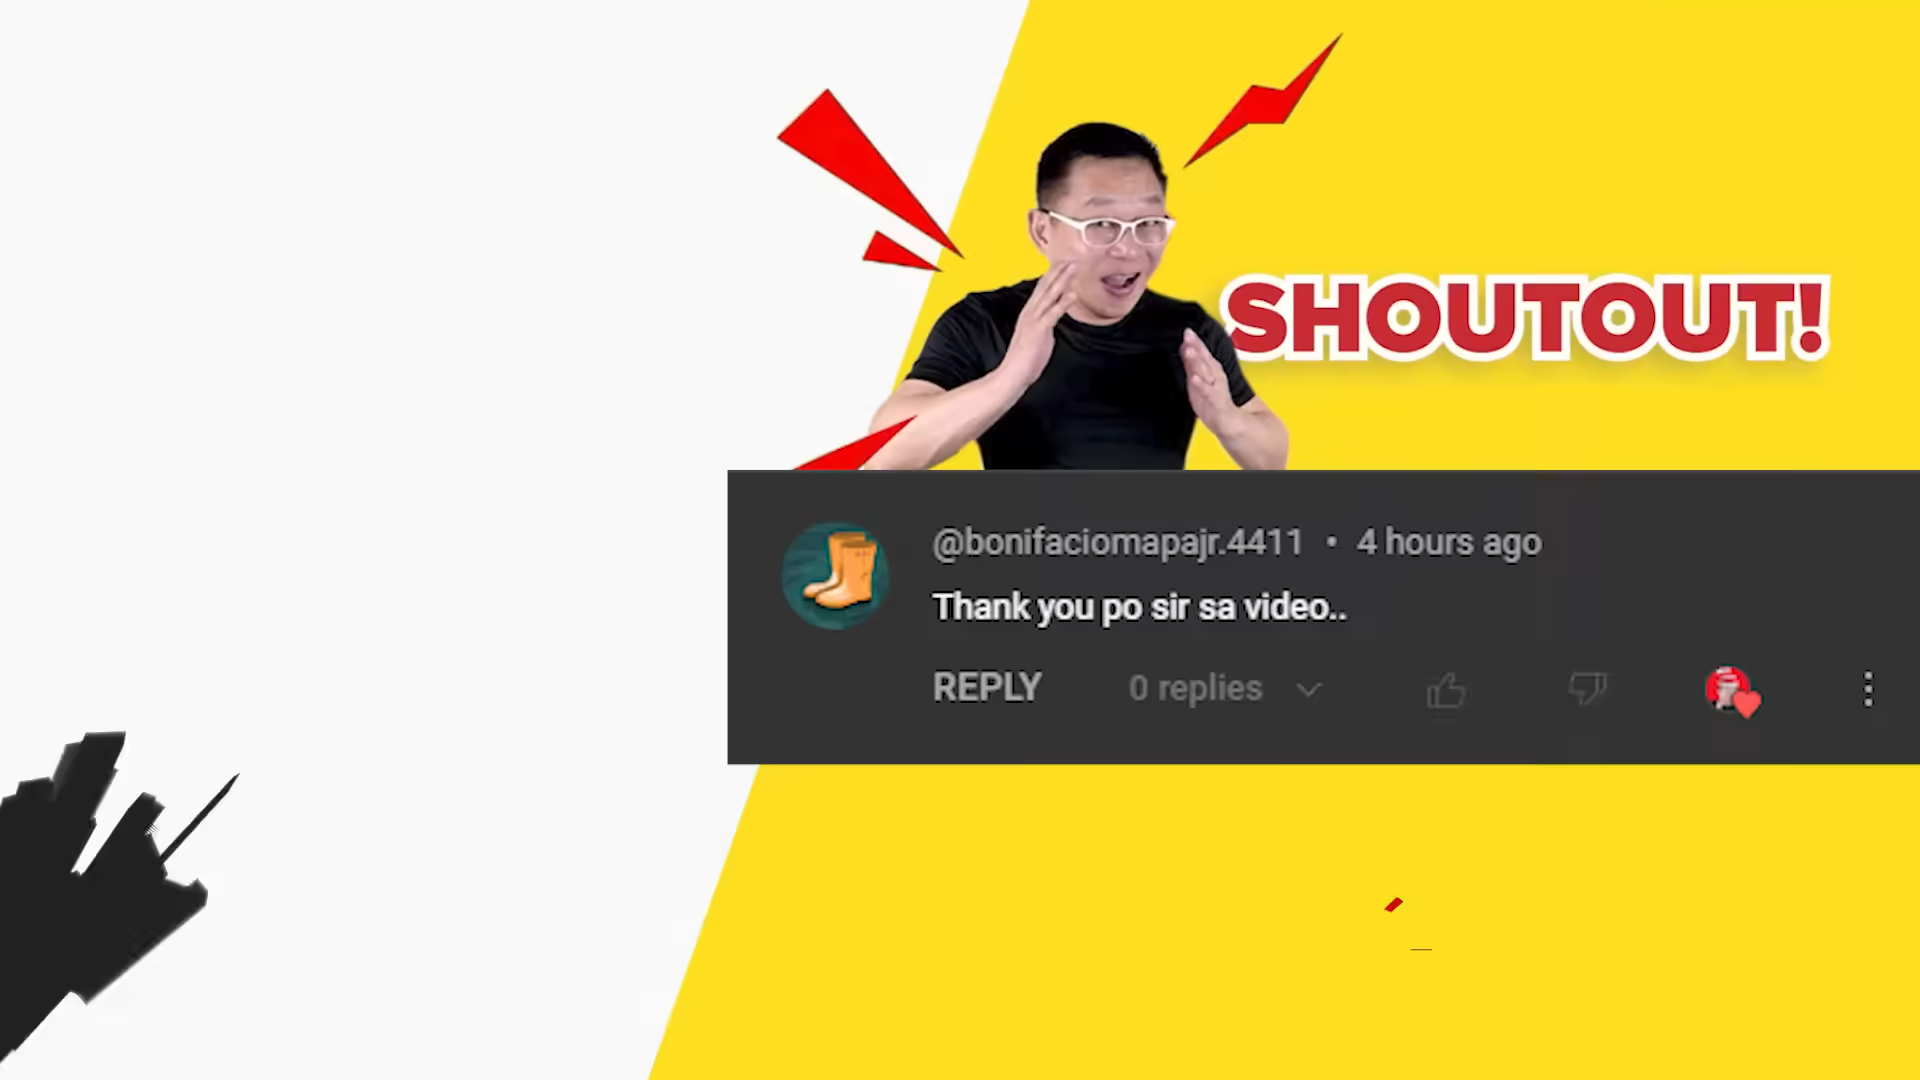 SHOUTOUT!
@bonifaciomapajr.4411 • 4 hours ago
Thank you po sir sa video..
REPLY 0 replies